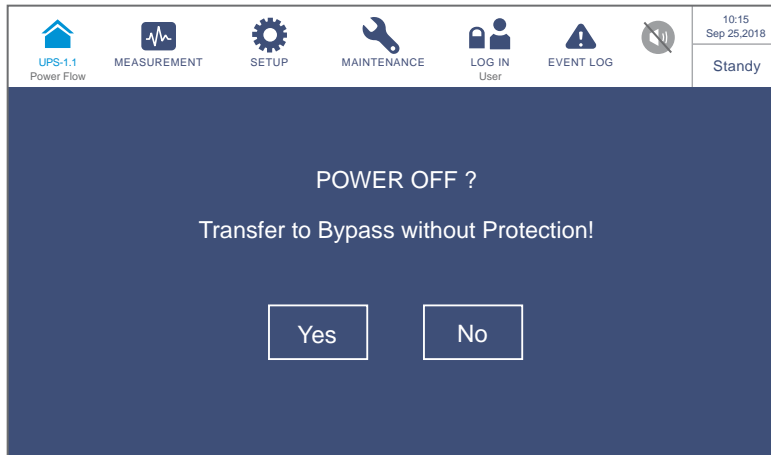 10:15
Sep 25,2018
UPS-1.1
MEASUREMENT
SETUP
MAINTENANCE
LOG IN
EVENT LOG
Power Flow
User
Standy
POWER OFF ?
Transfer to Bypass without Protection!
Yes
No